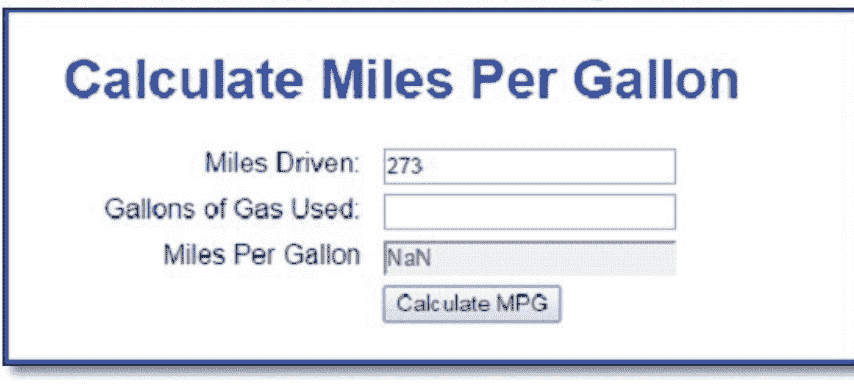 Calculate Miles Per Gallon
Miles Driven: 273
Gallons of Gas Used:
Miles Per Gallon NaN
Calculate MPG